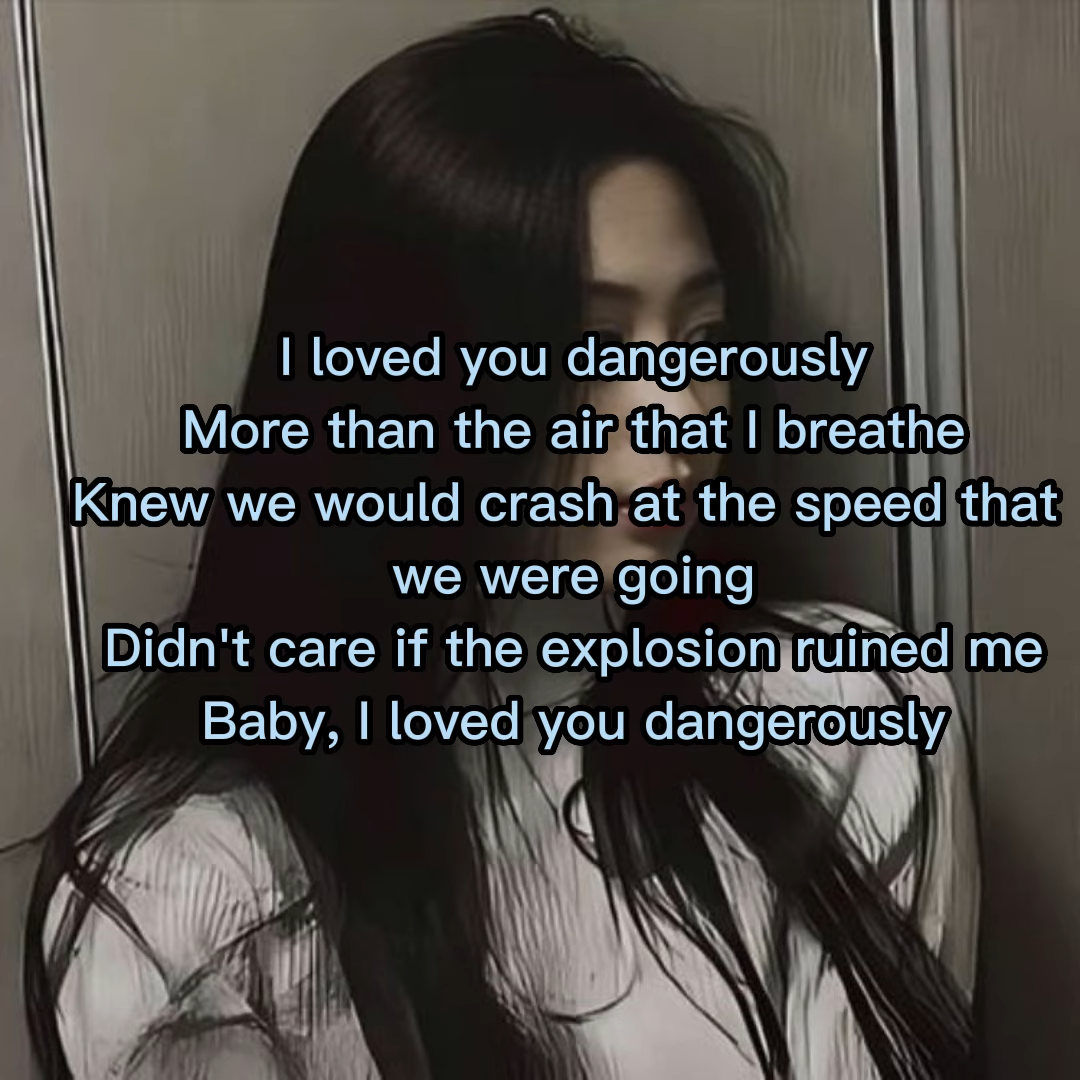 I loved you dangerously
More than the air that I breathe
Knew we would crash at the speed that
we were going
Didn't care if the explosion ruined me
Baby, I loved you dangerously